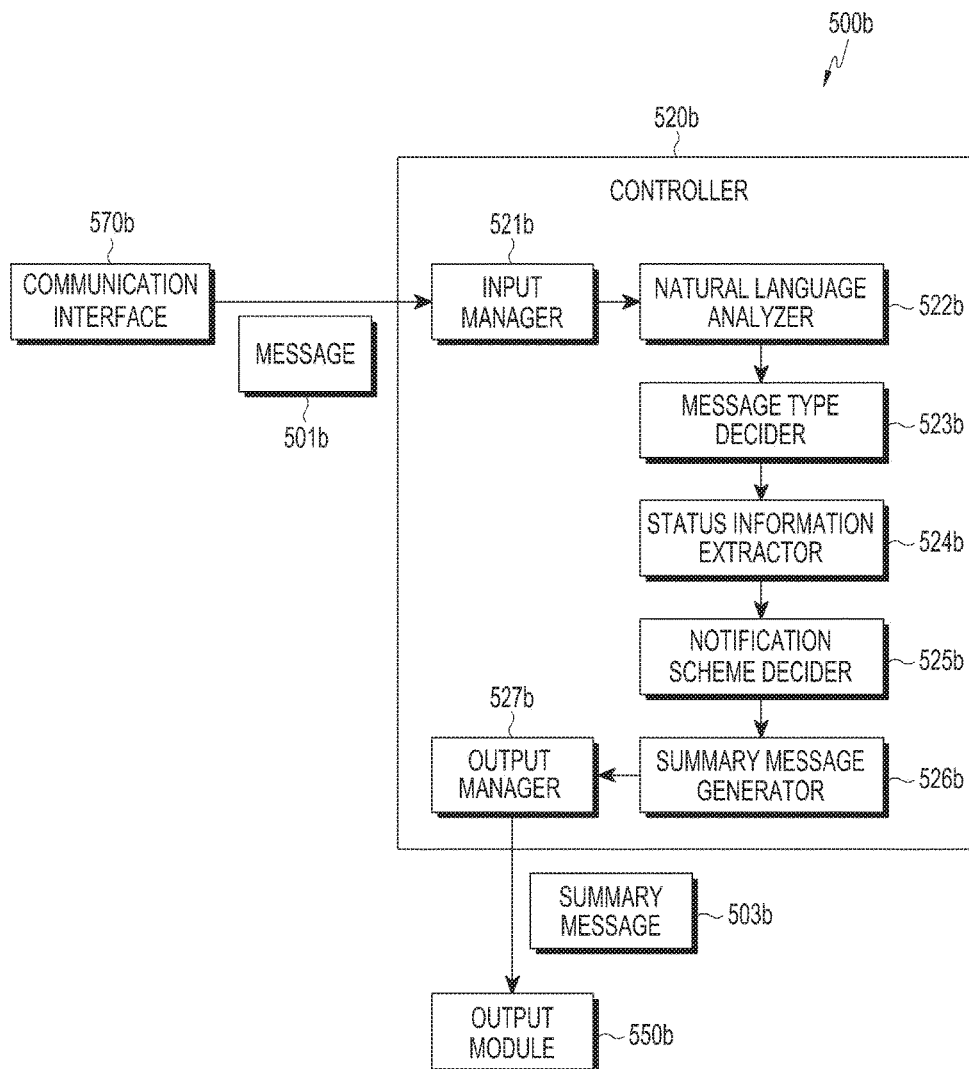 500b
520b
CONTROLLER
570b
COMMUNICATION
INTERFACE
MESSAGE
501b
521b
INPUT
MANAGER
NATURAL LANGUAGE
ANALYZER
522b
MESSAGE TYPE
DECIDER
523b
STATUS INFORMATION
EXTRACTOR
524b
NOTIFICATION
SCHEME DECIDER
525b
527b
OUTPUT
MANAGER
SUMMARY MESSAGE
GENERATOR
526b
SUMMARY
MESSAGE
503b
OUTPUT
MODULE
550b